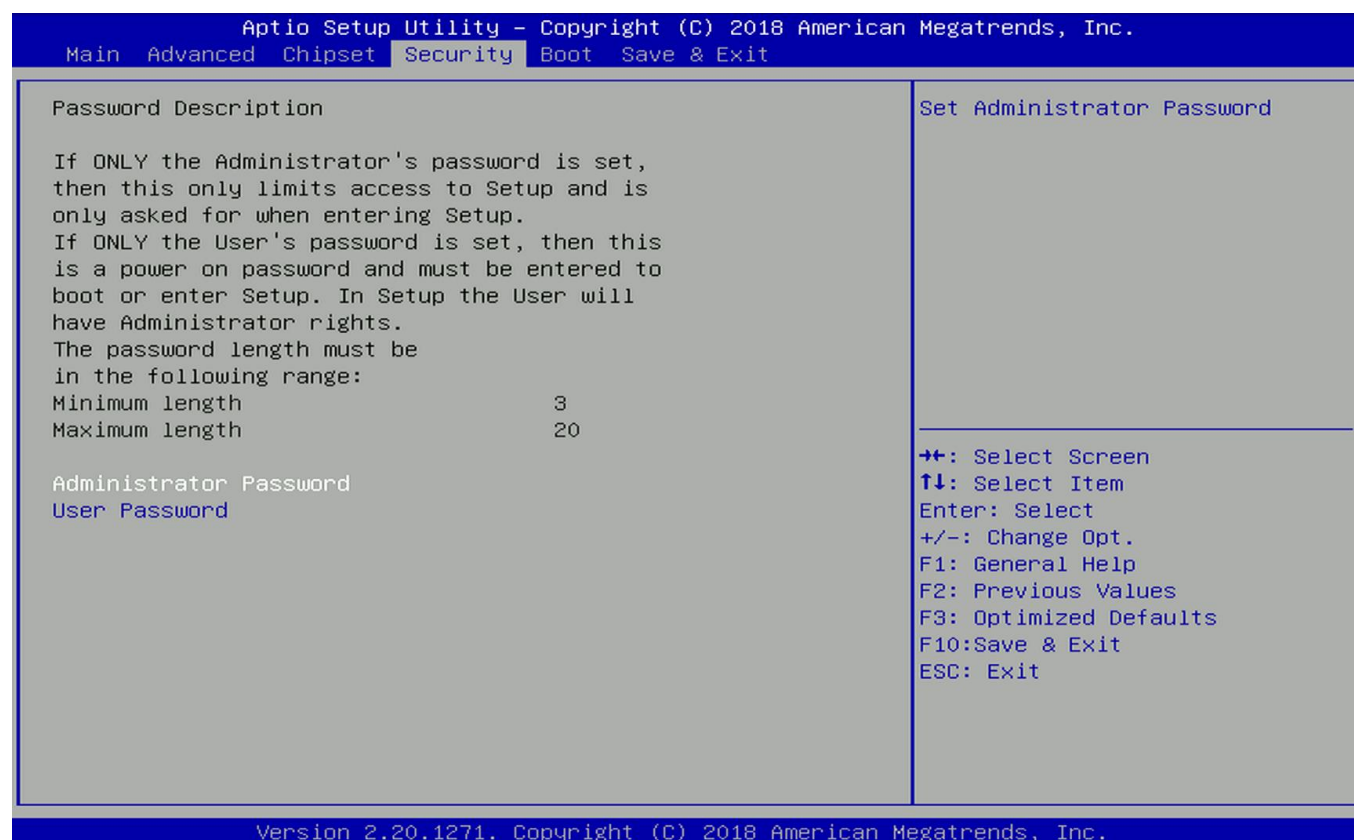 Aptio Setup Utility – Copyright (C) 2018 American Megatrends, Inc.
Main Advanced Chipset Security Boot Save & Exit
Password Description
If ONLY the Administrator's password is set,
then this only limits access to Setup and is
only asked for when entering Setup.
If ONLY the User's password is set, then this
is a power on password and must be entered to
boot or enter Setup. In Setup the User will
have Administrator rights.
The password length must be
in the following range:
Minimum length 3
Maximum length 20
Administrator Password
User Password
Set Administrator Password
→←: Select Screen
↑↓: Select Item
Enter: Select
+/-: Change Opt.
F1: General Help
F2: Previous Values
F3: Optimized Defaults
F10:Save & Exit
ESC: Exit
Version 2.20.1271. Copyright (C) 2018 American Megatrends, Inc.